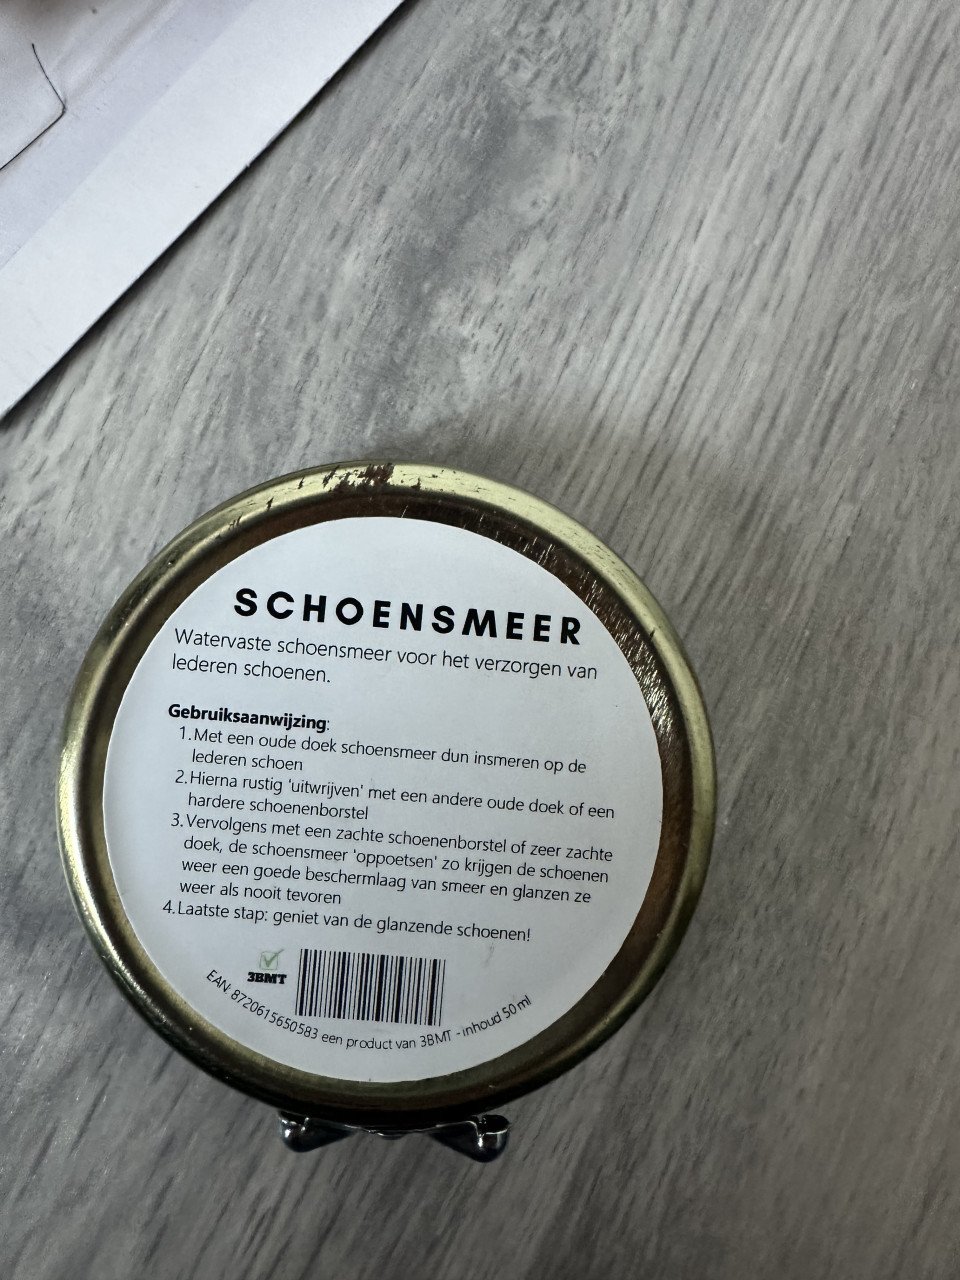 SCHOENSMEER
Watervaste schoensmeer voor het verzorgen van
lederen schoenen.
Gebruiksaanwijzing:
1. Met een oude doek schoensmeer dun insmeren op de
lederen schoen
2. Hierna rustig 'uitwrijven' met een andere oude doek of een
hardere schoenenborstel
3. Vervolgens met een zachte schoenenborstel of zeer zachte
doek, de schoensmeer 'oppoetsen' zo krijgen de schoenen
weer een goede beschermlaag van smeer en glanzen ze
weer als nooit tevoren
4. Laatste stap: geniet van de glanzende schoenen!
3BMT
EAN: 8720615650583 een product van 3BMT - inhoud 50 ml